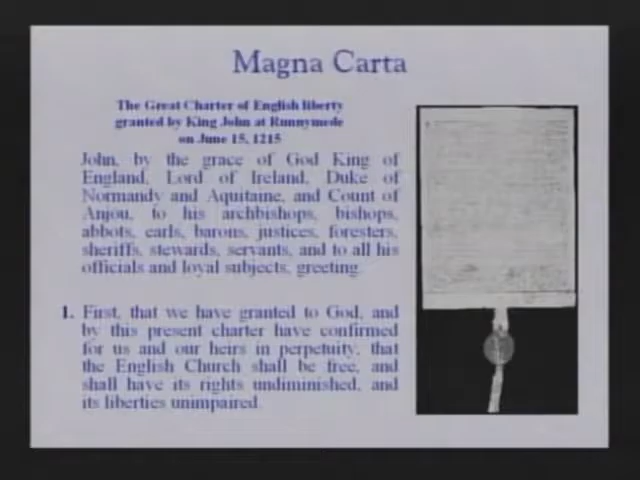 Magna Carta
The Great Charter of English liberty
granted by King John at Runnymede
on June 15, 1215
John, by the grace of God King of
England, Lord of Ireland, Duke of
Normandy and Aquitaine, and Count of
Anjou, to his archbishops, bishops,
abbots, earls, barons, justices, foresters,
sheriffs, stewards, servants, and to all his
officials and loyal subjects, greeting.
1. First, that we have granted to God, and
by this present charter have confirmed
for us and our heirs in perpetuity, that
the English Church shall be free, and
shall have its rights undiminished, and
its liberties unimpaired.